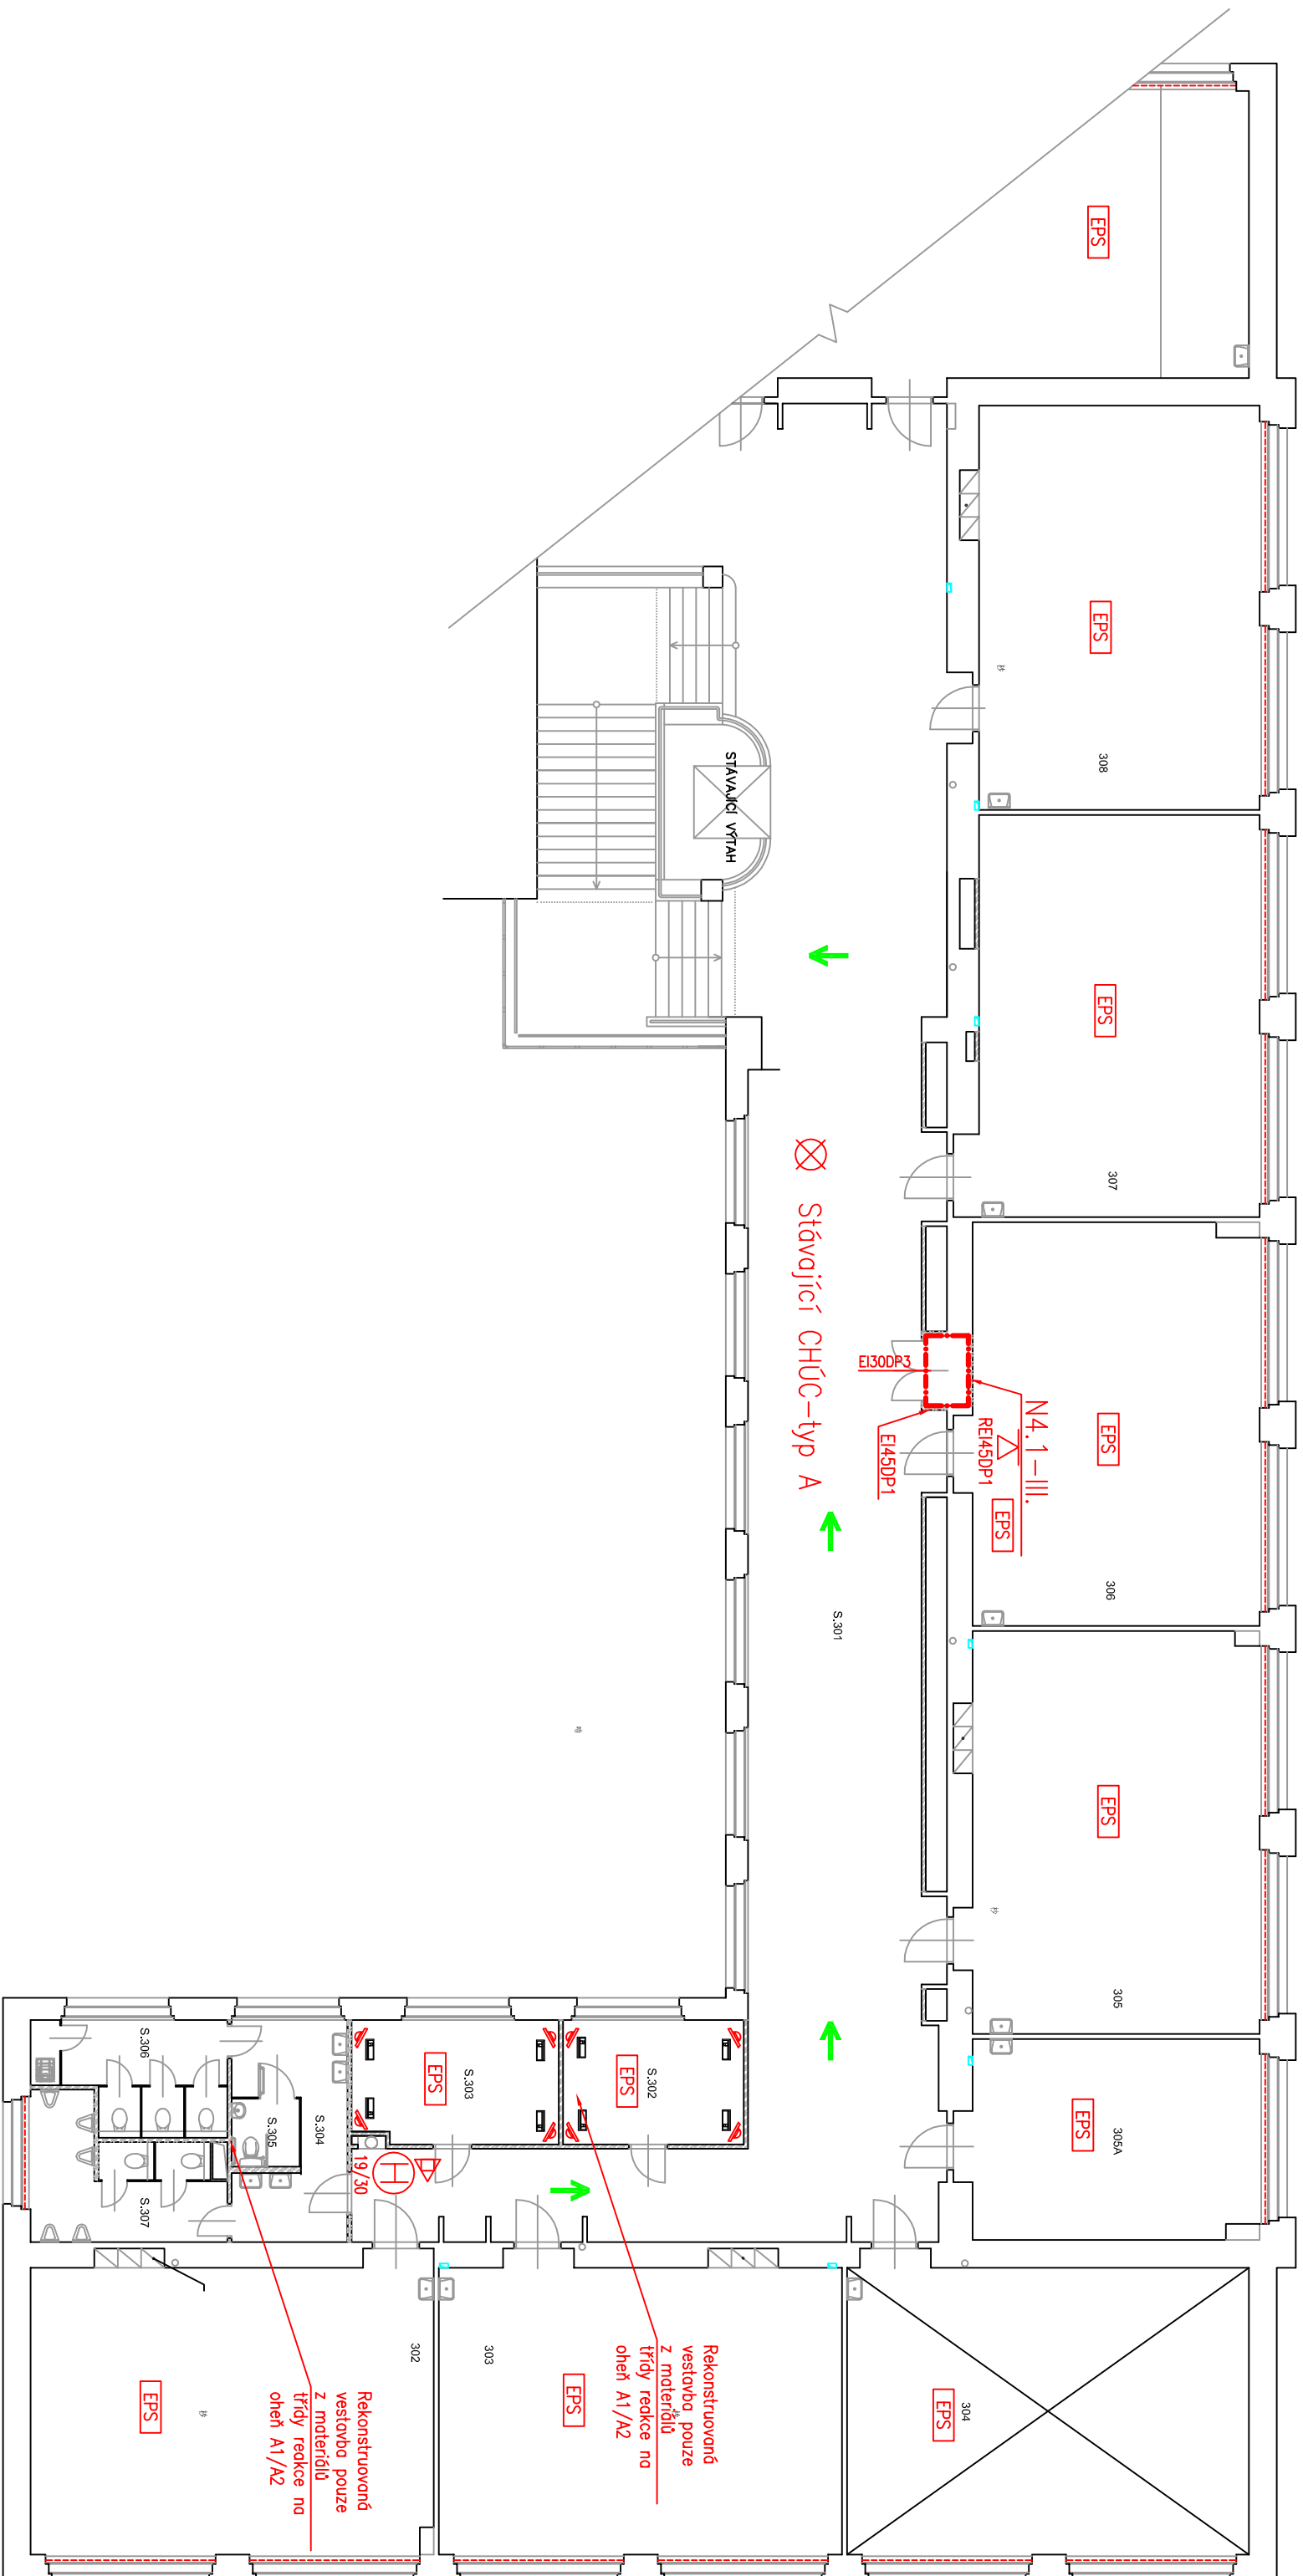 EPS
EPS
308
STÁVAJÍCÍ VÝTAH
EPS
307
Stávající CHÚC-typ A
EI30DP3
EI45DP1
N4.1-III.
REI45DP1
EPS
EPS
306
S.301
EPS
305
EPS
305A
S.306
S.305
S.304
S.307
S.303
EPS
S.302
EPS
H
19/30
302
EPS
303
EPS
304
EPS
Rekonstruovaná
vestavba pouze
z materiálů
třídy reakce na
oheň A1/A2
Rekonstruovaná
vestavba pouze
z materiálů
třídy reakce na
oheň A1/A2